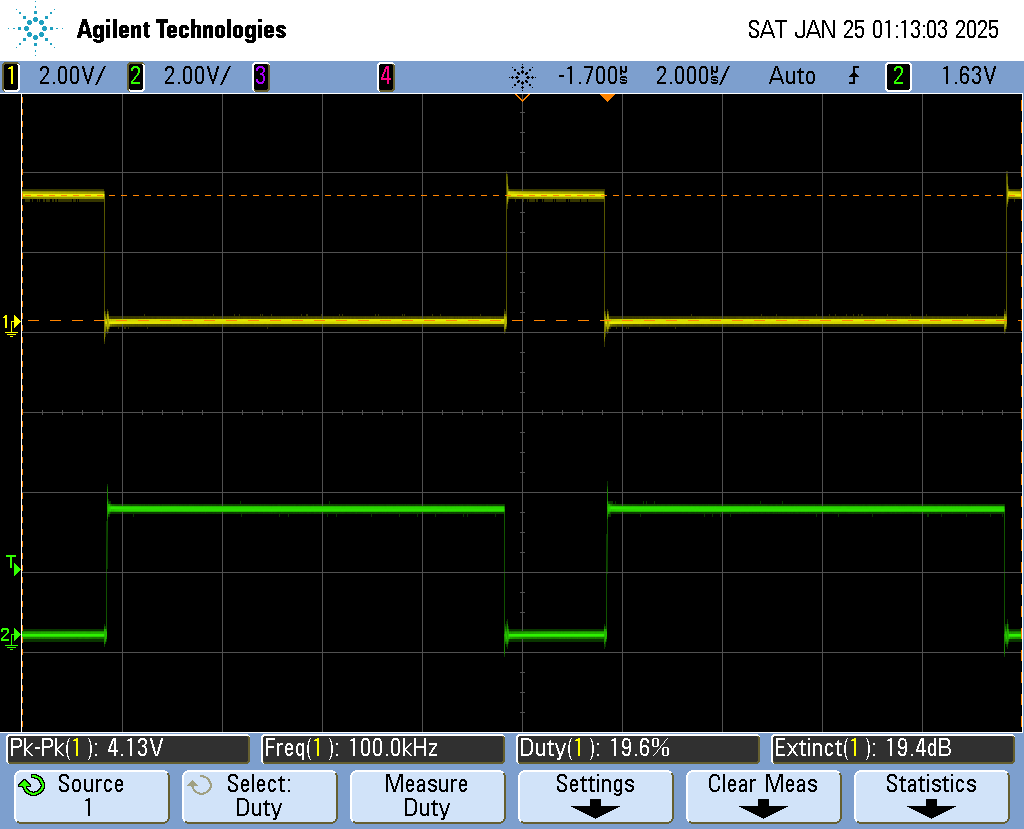 Agilent Technologies
SAT JAN 25 01:13:03 2025
1 2.00V/ 2 2.00V/ 3 4 -1.700µs 2.000µs/ Auto 2 1.63V
1
T
2
Pk-Pk(1): 4.13V Freq(1): 100.0kHz Duty(1): 19.6% Extinct(1): 19.4dB
Source
1
Select:
Duty
Measure
Duty
Settings
Clear Meas
Statistics